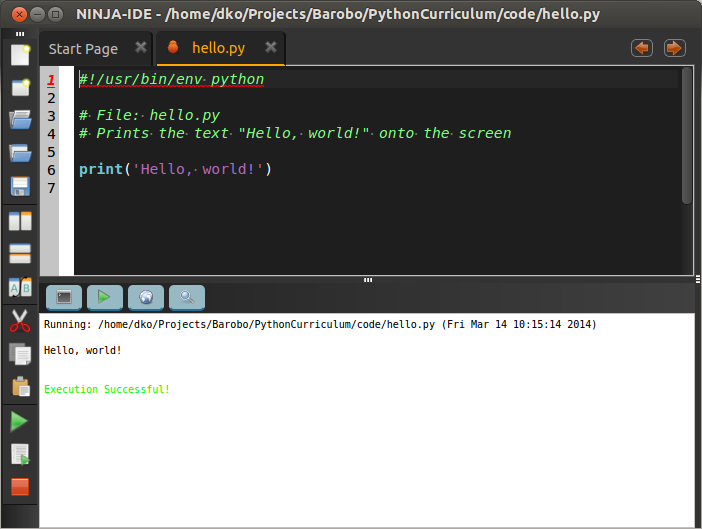 NINJA-IDE - /home/dko/Projects/Barobo/PythonCurriculum/code/hello.py
Start Page
hello.py
1 #!/usr/bin/env python
2
3 # File: hello.py
4 # Prints the text "Hello, world!" onto the screen
5
6 print('Hello, world!')
7
Running: /home/dko/Projects/Barobo/PythonCurriculum/code/hello.py (Fri Mar 14 10:15:14 2014)
Hello, world!
Execution Successful!